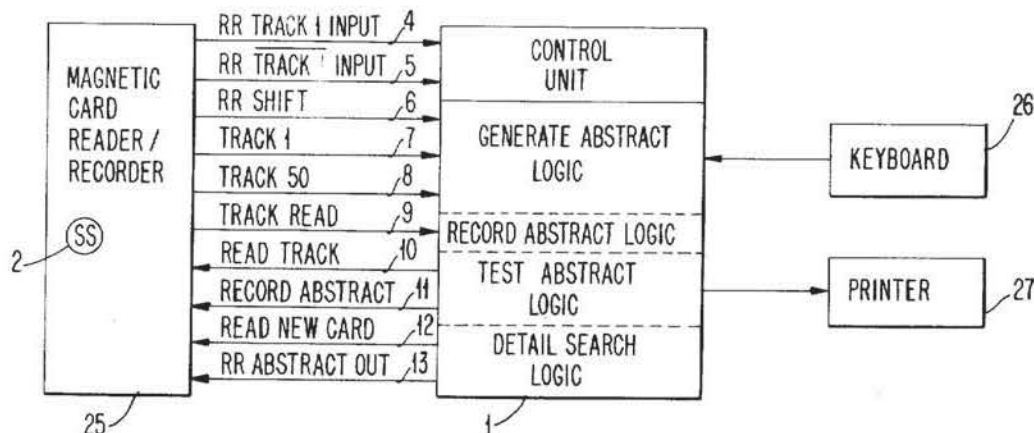 RR TRACK 1 INPUT 4
RR TRACK 1 INPUT 5
RR SHIFT 6
TRACK 1 7
TRACK 50 8
TRACK READ 9
READ TRACK 10
RECORD ABSTRACT 11
READ NEW CARD 12
RR ABSTRACT OUT 13
MAGNETIC
CARD
READER /
RECORDER
SS
2
25
CONTROL
UNIT
GENERATE ABSTRACT
LOGIC
RECORD ABSTRACT LOGIC
TEST ABSTRACT
LOGIC
DETAIL SEARCH
LOGIC
1
26
KEYBOARD
PRINTER
27